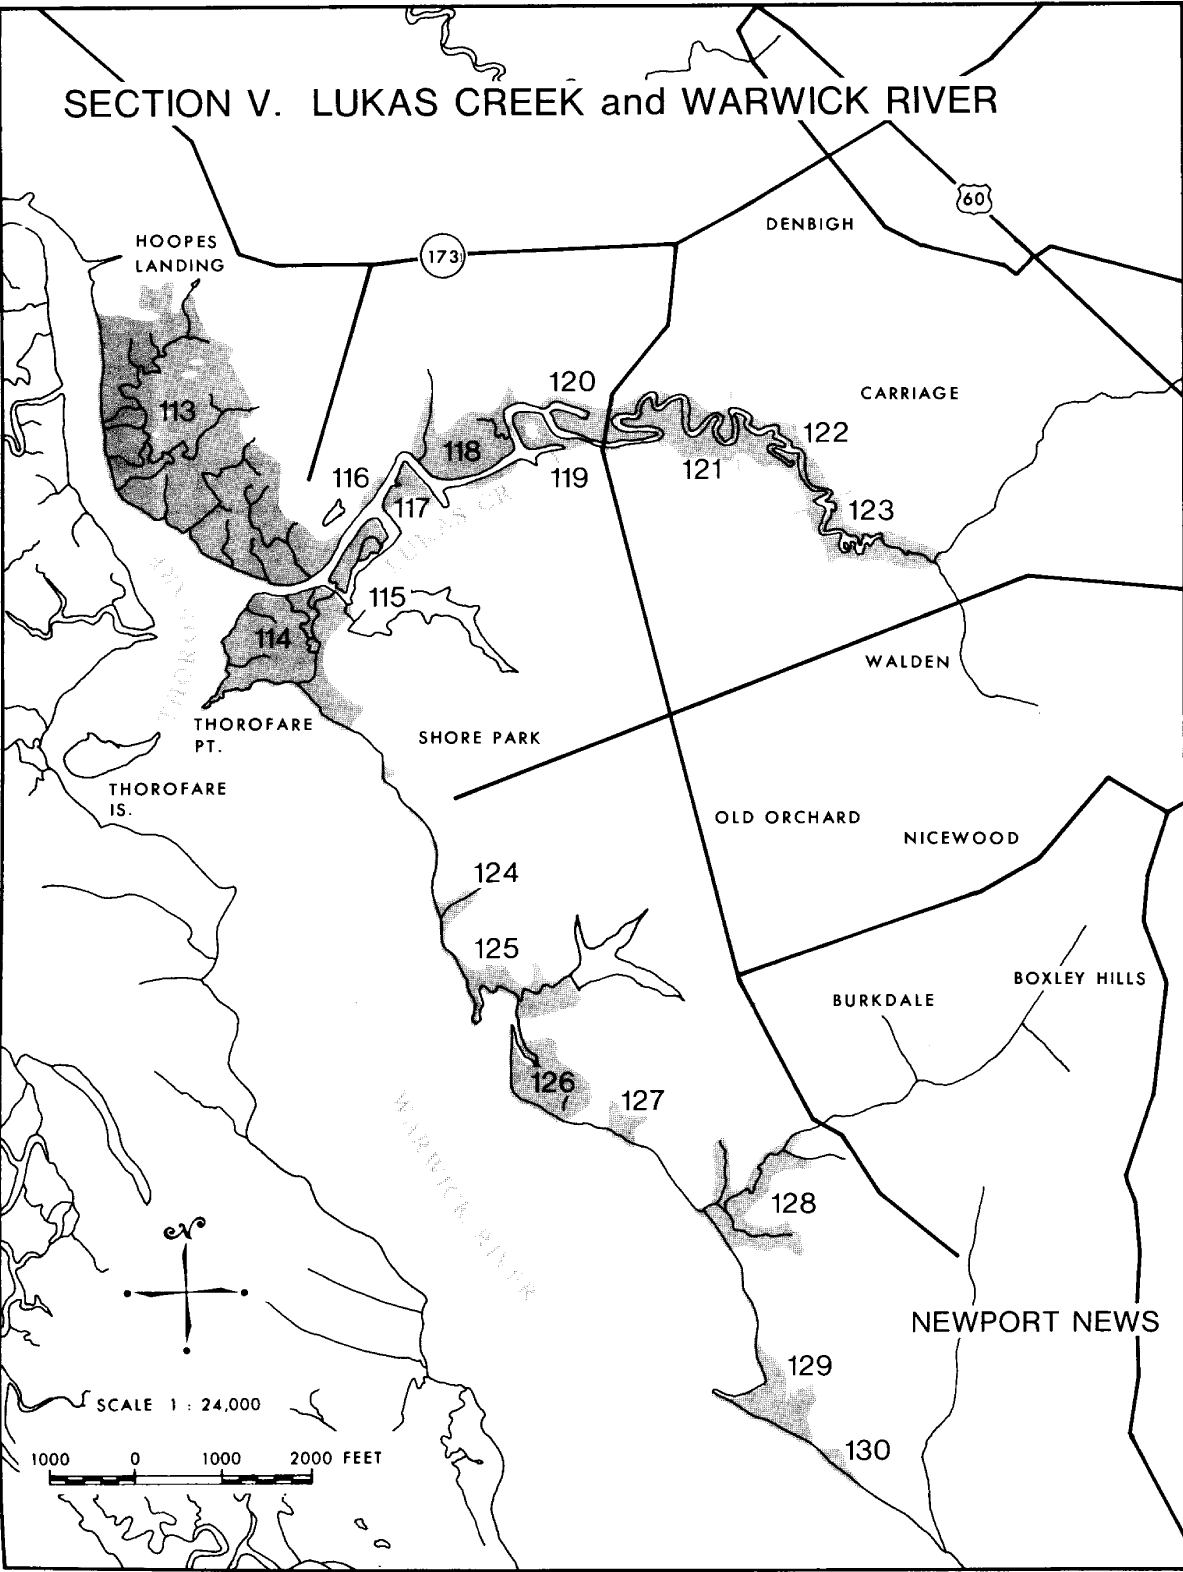 SECTION V. LUKAS CREEK and WARWICK RIVER
60
DENBIGH
HOOPES
LANDING
173
120
CARRIAGE
113
122
118
116
121
119
117
123
LUKAS CR
115
114
THOROF
WALDEN
THOROFARE
PT.
SHORE PARK
THOROFARE
IS.
OLD ORCHARD
NICEWOOD
124
125
BOXLEY HILLS
BURKDALE
126
127
WARWICK RIVER
128
N
NEWPORT NEWS
129
SCALE 1 : 24,000
130
1000 0 1000 2000 FEET